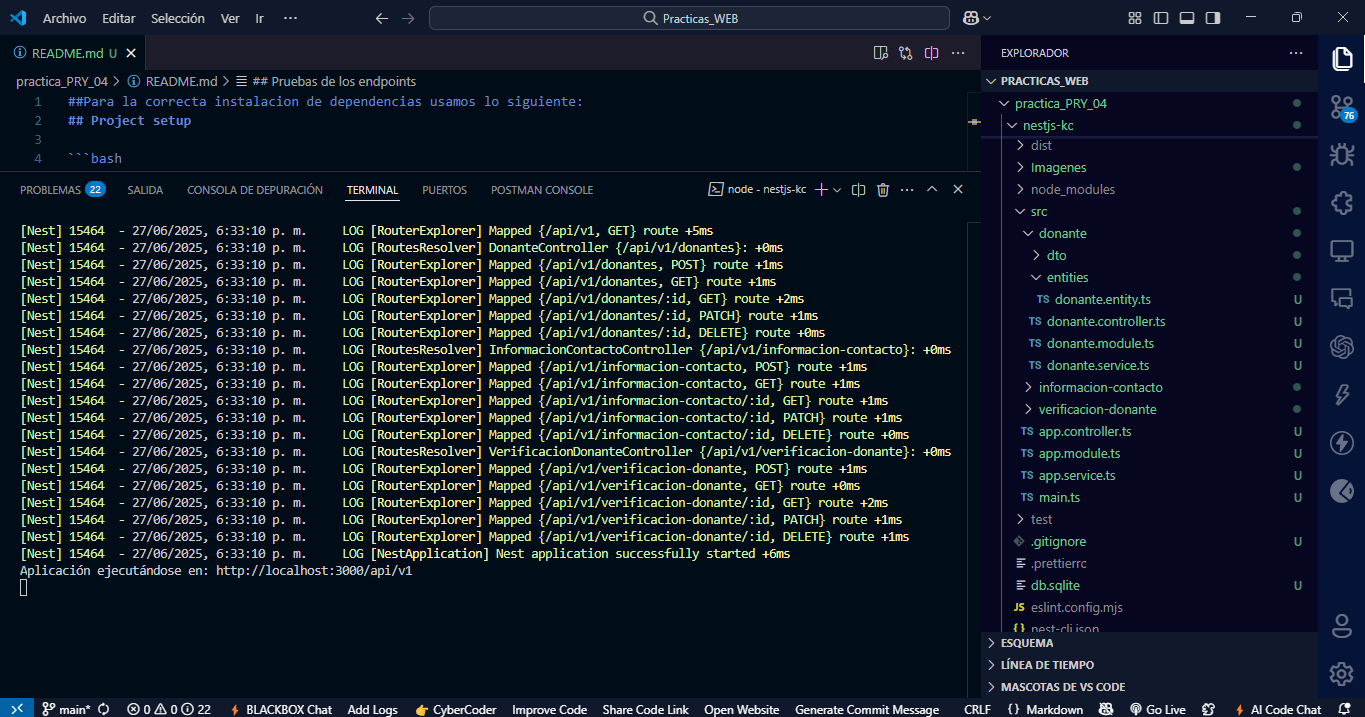 Archivo Editar Selección Ver Ir ··· Practicas_WEB
README.md U
practica_PRY_04 > README.md > ## Pruebas de los endpoints
1 ##Para la correcta instalacion de dependencias usamos lo siguiente:
2 ## Project setup
3
4 ```bash
PROBLEMAS 22 SALIDA CONSOLA DE DEPURACIÓN TERMINAL PUERTOS POSTMAN CONSOLE node - nestjs-kc
[Nest] 15464  - 27/06/2025, 6:33:10 p. m.     LOG [RouterExplorer] Mapped {/api/v1, GET} route +5ms
[Nest] 15464  - 27/06/2025, 6:33:10 p. m.     LOG [RoutesResolver] DonanteController {/api/v1/donantes}: +0ms
[Nest] 15464  - 27/06/2025, 6:33:10 p. m.     LOG [RouterExplorer] Mapped {/api/v1/donantes, POST} route +1ms
[Nest] 15464  - 27/06/2025, 6:33:10 p. m.     LOG [RouterExplorer] Mapped {/api/v1/donantes, GET} route +1ms
[Nest] 15464  - 27/06/2025, 6:33:10 p. m.     LOG [RouterExplorer] Mapped {/api/v1/donantes/:id, GET} route +2ms
[Nest] 15464  - 27/06/2025, 6:33:10 p. m.     LOG [RouterExplorer] Mapped {/api/v1/donantes/:id, PATCH} route +1ms
[Nest] 15464  - 27/06/2025, 6:33:10 p. m.     LOG [RouterExplorer] Mapped {/api/v1/donantes/:id, DELETE} route +0ms
[Nest] 15464  - 27/06/2025, 6:33:10 p. m.     LOG [RoutesResolver] InformacionContactoController {/api/v1/informacion-contacto}: +0ms
[Nest] 15464  - 27/06/2025, 6:33:10 p. m.     LOG [RouterExplorer] Mapped {/api/v1/informacion-contacto, POST} route +1ms
[Nest] 15464  - 27/06/2025, 6:33:10 p. m.     LOG [RouterExplorer] Mapped {/api/v1/informacion-contacto, GET} route +1ms
[Nest] 15464  - 27/06/2025, 6:33:10 p. m.     LOG [RouterExplorer] Mapped {/api/v1/informacion-contacto/:id, GET} route +1ms
[Nest] 15464  - 27/06/2025, 6:33:10 p. m.     LOG [RouterExplorer] Mapped {/api/v1/informacion-contacto/:id, PATCH} route +1ms
[Nest] 15464  - 27/06/2025, 6:33:10 p. m.     LOG [RouterExplorer] Mapped {/api/v1/informacion-contacto/:id, DELETE} route +0ms
[Nest] 15464  - 27/06/2025, 6:33:10 p. m.     LOG [RoutesResolver] VerificacionDonanteController {/api/v1/verificacion-donante}: +0ms
[Nest] 15464  - 27/06/2025, 6:33:10 p. m.     LOG [RouterExplorer] Mapped {/api/v1/verificacion-donante, POST} route +1ms
[Nest] 15464  - 27/06/2025, 6:33:10 p. m.     LOG [RouterExplorer] Mapped {/api/v1/verificacion-donante, GET} route +0ms
[Nest] 15464  - 27/06/2025, 6:33:10 p. m.     LOG [RouterExplorer] Mapped {/api/v1/verificacion-donante/:id, GET} route +2ms
[Nest] 15464  - 27/06/2025, 6:33:10 p. m.     LOG [RouterExplorer] Mapped {/api/v1/verificacion-donante/:id, PATCH} route +1ms
[Nest] 15464  - 27/06/2025, 6:33:10 p. m.     LOG [RouterExplorer] Mapped {/api/v1/verificacion-donante/:id, DELETE} route +1ms
[Nest] 15464  - 27/06/2025, 6:33:10 p. m.     LOG [NestApplication] Nest application successfully started +6ms
Aplicación ejecutándose en: http://localhost:3000/api/v1
EXPLORADOR
PRACTICAS_WEB
practica_PRY_04
nestjs-kc
dist
Imagenes
node_modules
src
donante
dto
entities
TS donante.entity.ts U
TS donante.controller.ts U
TS donante.module.ts U
TS donante.service.ts U
informacion-contacto
verificacion-donante
TS app.controller.ts U
TS app.module.ts U
TS app.service.ts U
TS main.ts U
test
.gitignore U
.prettierrc
db.sqlite U
JS eslint.config.mjs
{} nest-cli.json
ESQUEMA
LÍNEA DE TIEMPO
MASCOTAS DE VS CODE
76
main* 0 0 22 BLACKBOX Chat Add Logs CyberCoder Improve Code Share Code Link Open Website Generate Commit Message CRLF {} Markdown Go Live AI Code Chat